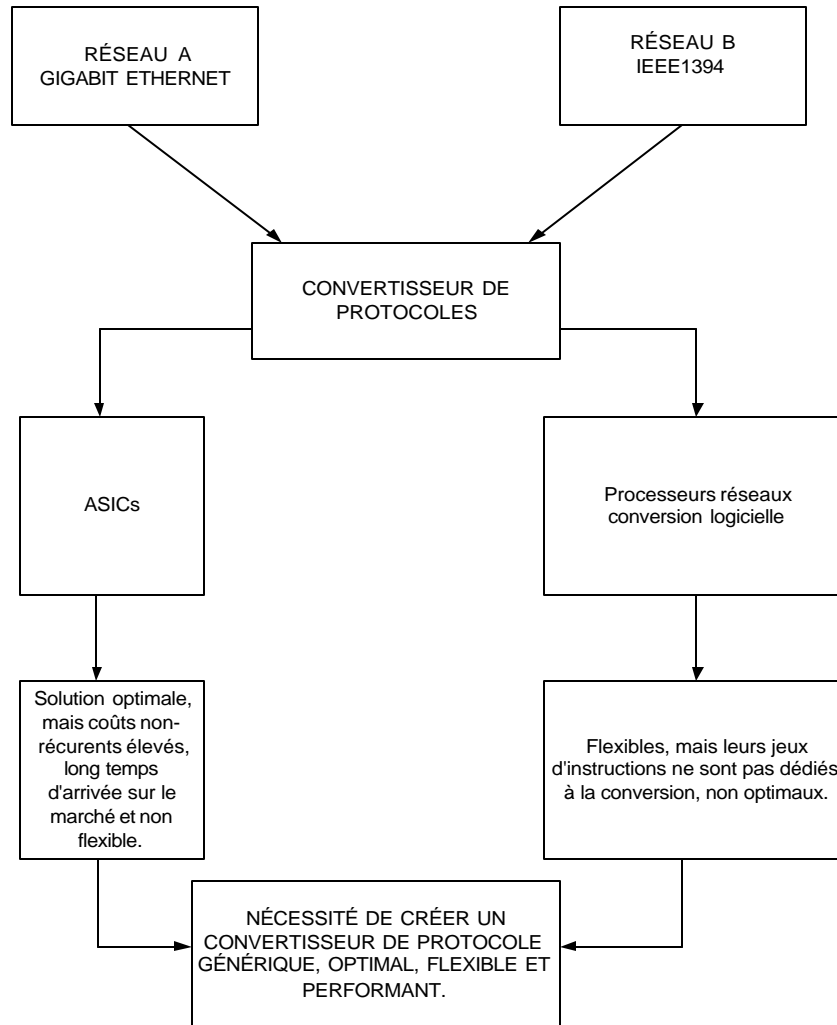 RÉSEAU A
GIGABIT ETHERNET
RÉSEAU B
IEEE1394
CONVERTISSEUR DE
PROTOCOLES
ASICs
Processeurs réseaux
conversion logicielle
Solution optimale,
mais coûts non-
récurents élevés,
long temps
d'arrivée sur le
marché et non
flexible.
Flexibles, mais leurs jeux
d'instructions ne sont pas dédiés
à la conversion, non optimaux.
NÉCESSITÉ DE CRÉER UN
CONVERTISSEUR DE PROTOCOLE
GÉNÉRIQUE, OPTIMAL, FLEXIBLE ET
PERFORMANT.